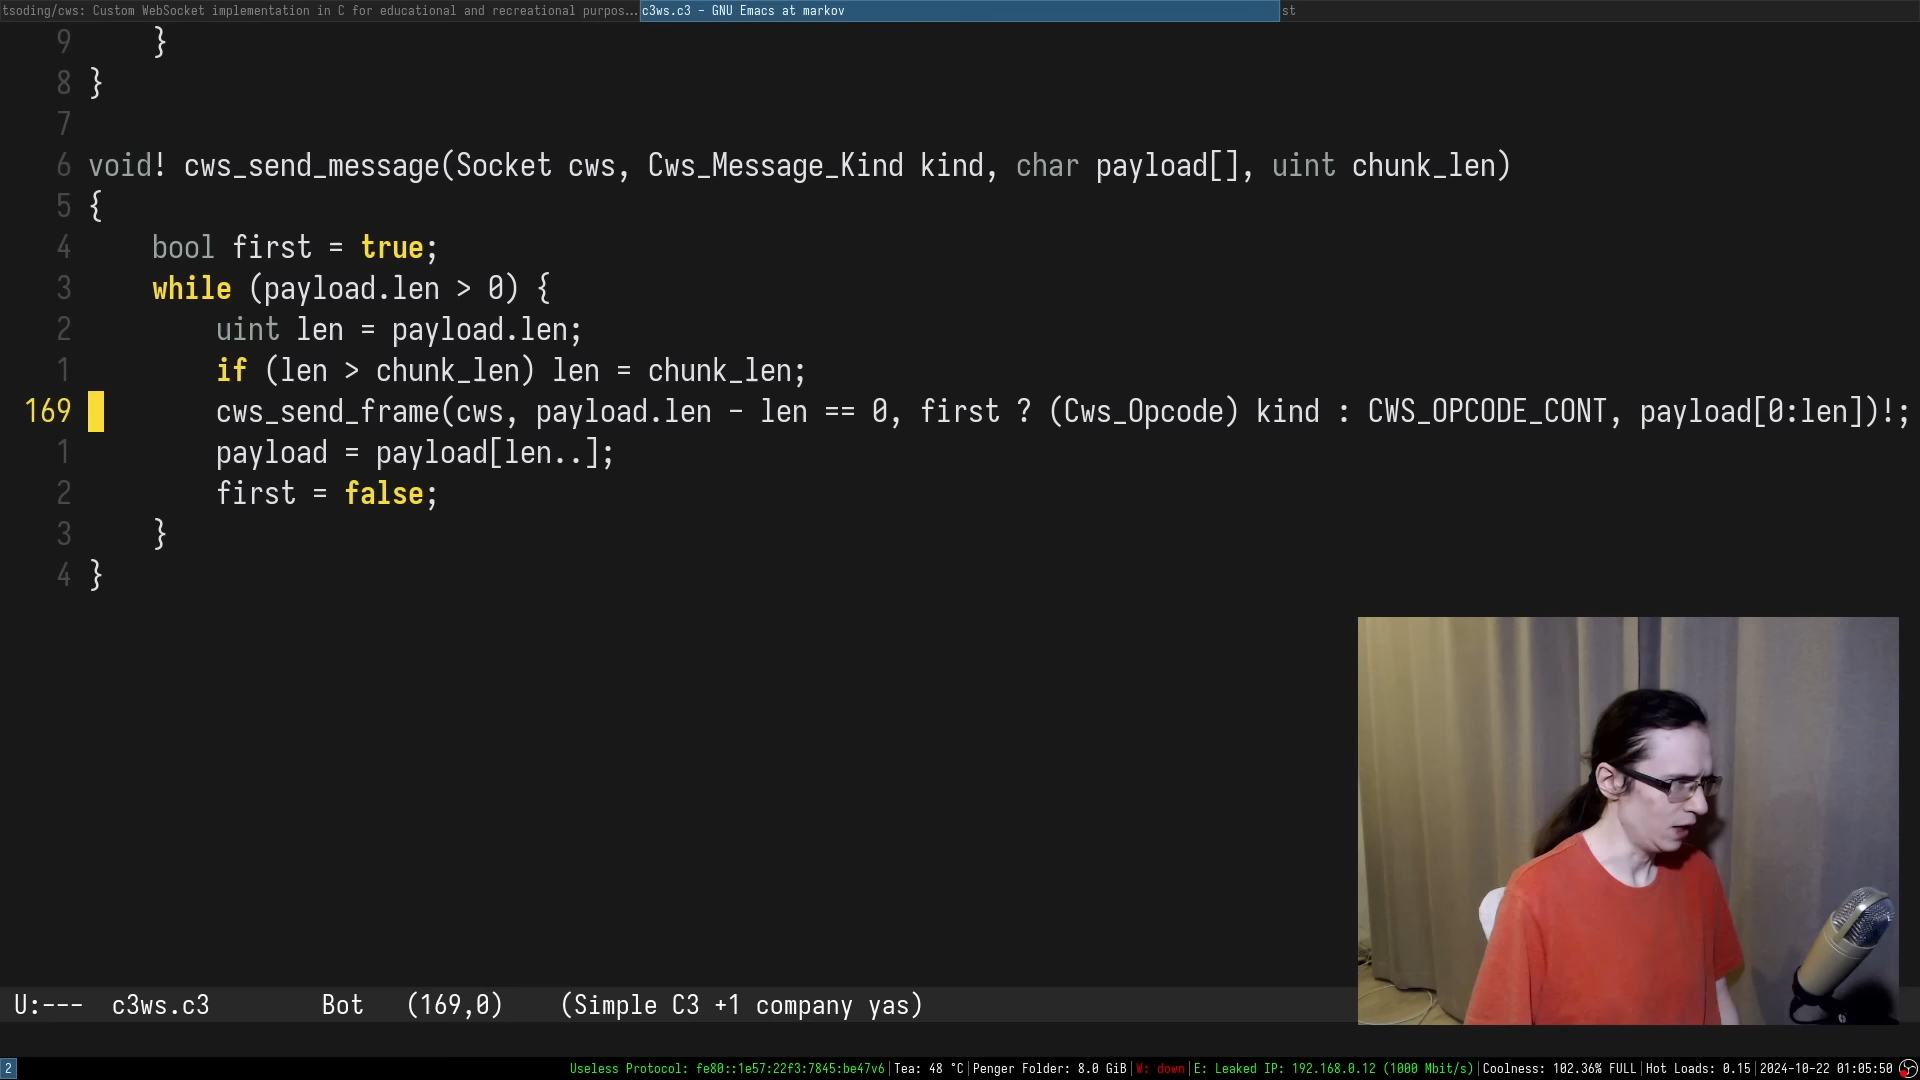 tsoding/cws: Custom WebSocket implementation in C for educational and recreational purpos... c3ws.c3 - GNU Emacs at markov st
9 }
8 }
7
6 void! cws_send_message(Socket cws, Cws_Message_Kind kind, char payload[], uint chunk_len)
5 {
4 bool first = true;
3 while (payload.len > 0) {
2 uint len = payload.len;
1 if (len > chunk_len) len = chunk_len;
169 cws_send_frame(cws, payload.len - len == 0, first ? (Cws_Opcode) kind : CWS_OPCODE_CONT, payload[0:len])!;
1 payload = payload[len..];
2 first = false;
3 }
4 }
U:--- c3ws.c3 Bot (169,0) (Simple C3 +1 company yas)
2 Useless Protocol: fe80::1e57:22f3:7845:be47v6|Tea: 48 °C|Penger Folder: 8.0 GiB|W: down|E: Leaked IP: 192.168.0.12 (1000 Mbit/s)|Coolness: 102.36% FULL|Hot Loads: 0.15|2024-10-22 01:05:50